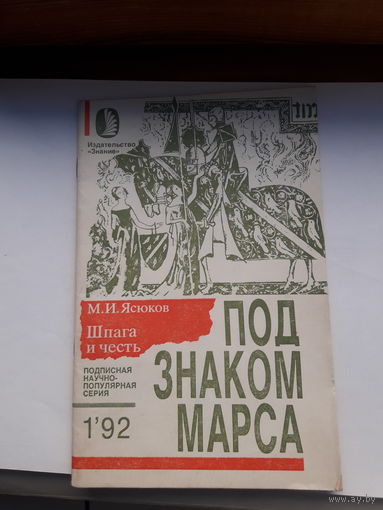 Издательство
«Знание»
М.И.Ясюков
Шпага
и честь
ПОДПИСНАЯ
НАУЧНО-
ПОПУЛЯРНАЯ
СЕРИЯ
1'92
ПОД
ЗНАКОМ
МАРСА
www.ay.by